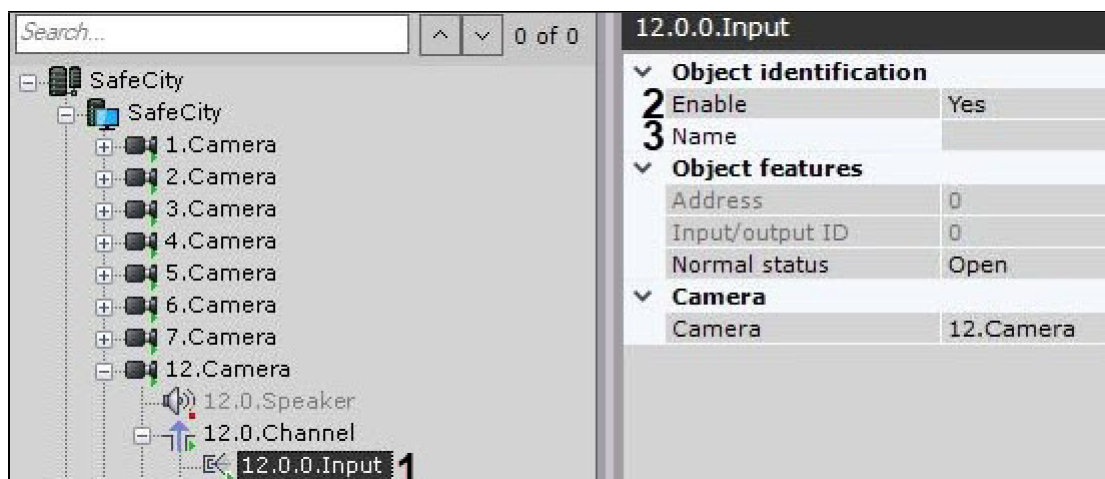 Search...
0 of 0
SafeCity
SafeCity
1.Camera
2.Camera
3.Camera
4.Camera
5.Camera
6.Camera
7.Camera
12.Camera
12.0.Speaker
12.0.Channel
12.0.0.Input 1
12.0.0.Input
Object identification
2 Enable Yes
3 Name
Object features
Address 0
Input/output ID 0
Normal status Open
Camera
Camera 12.Camera